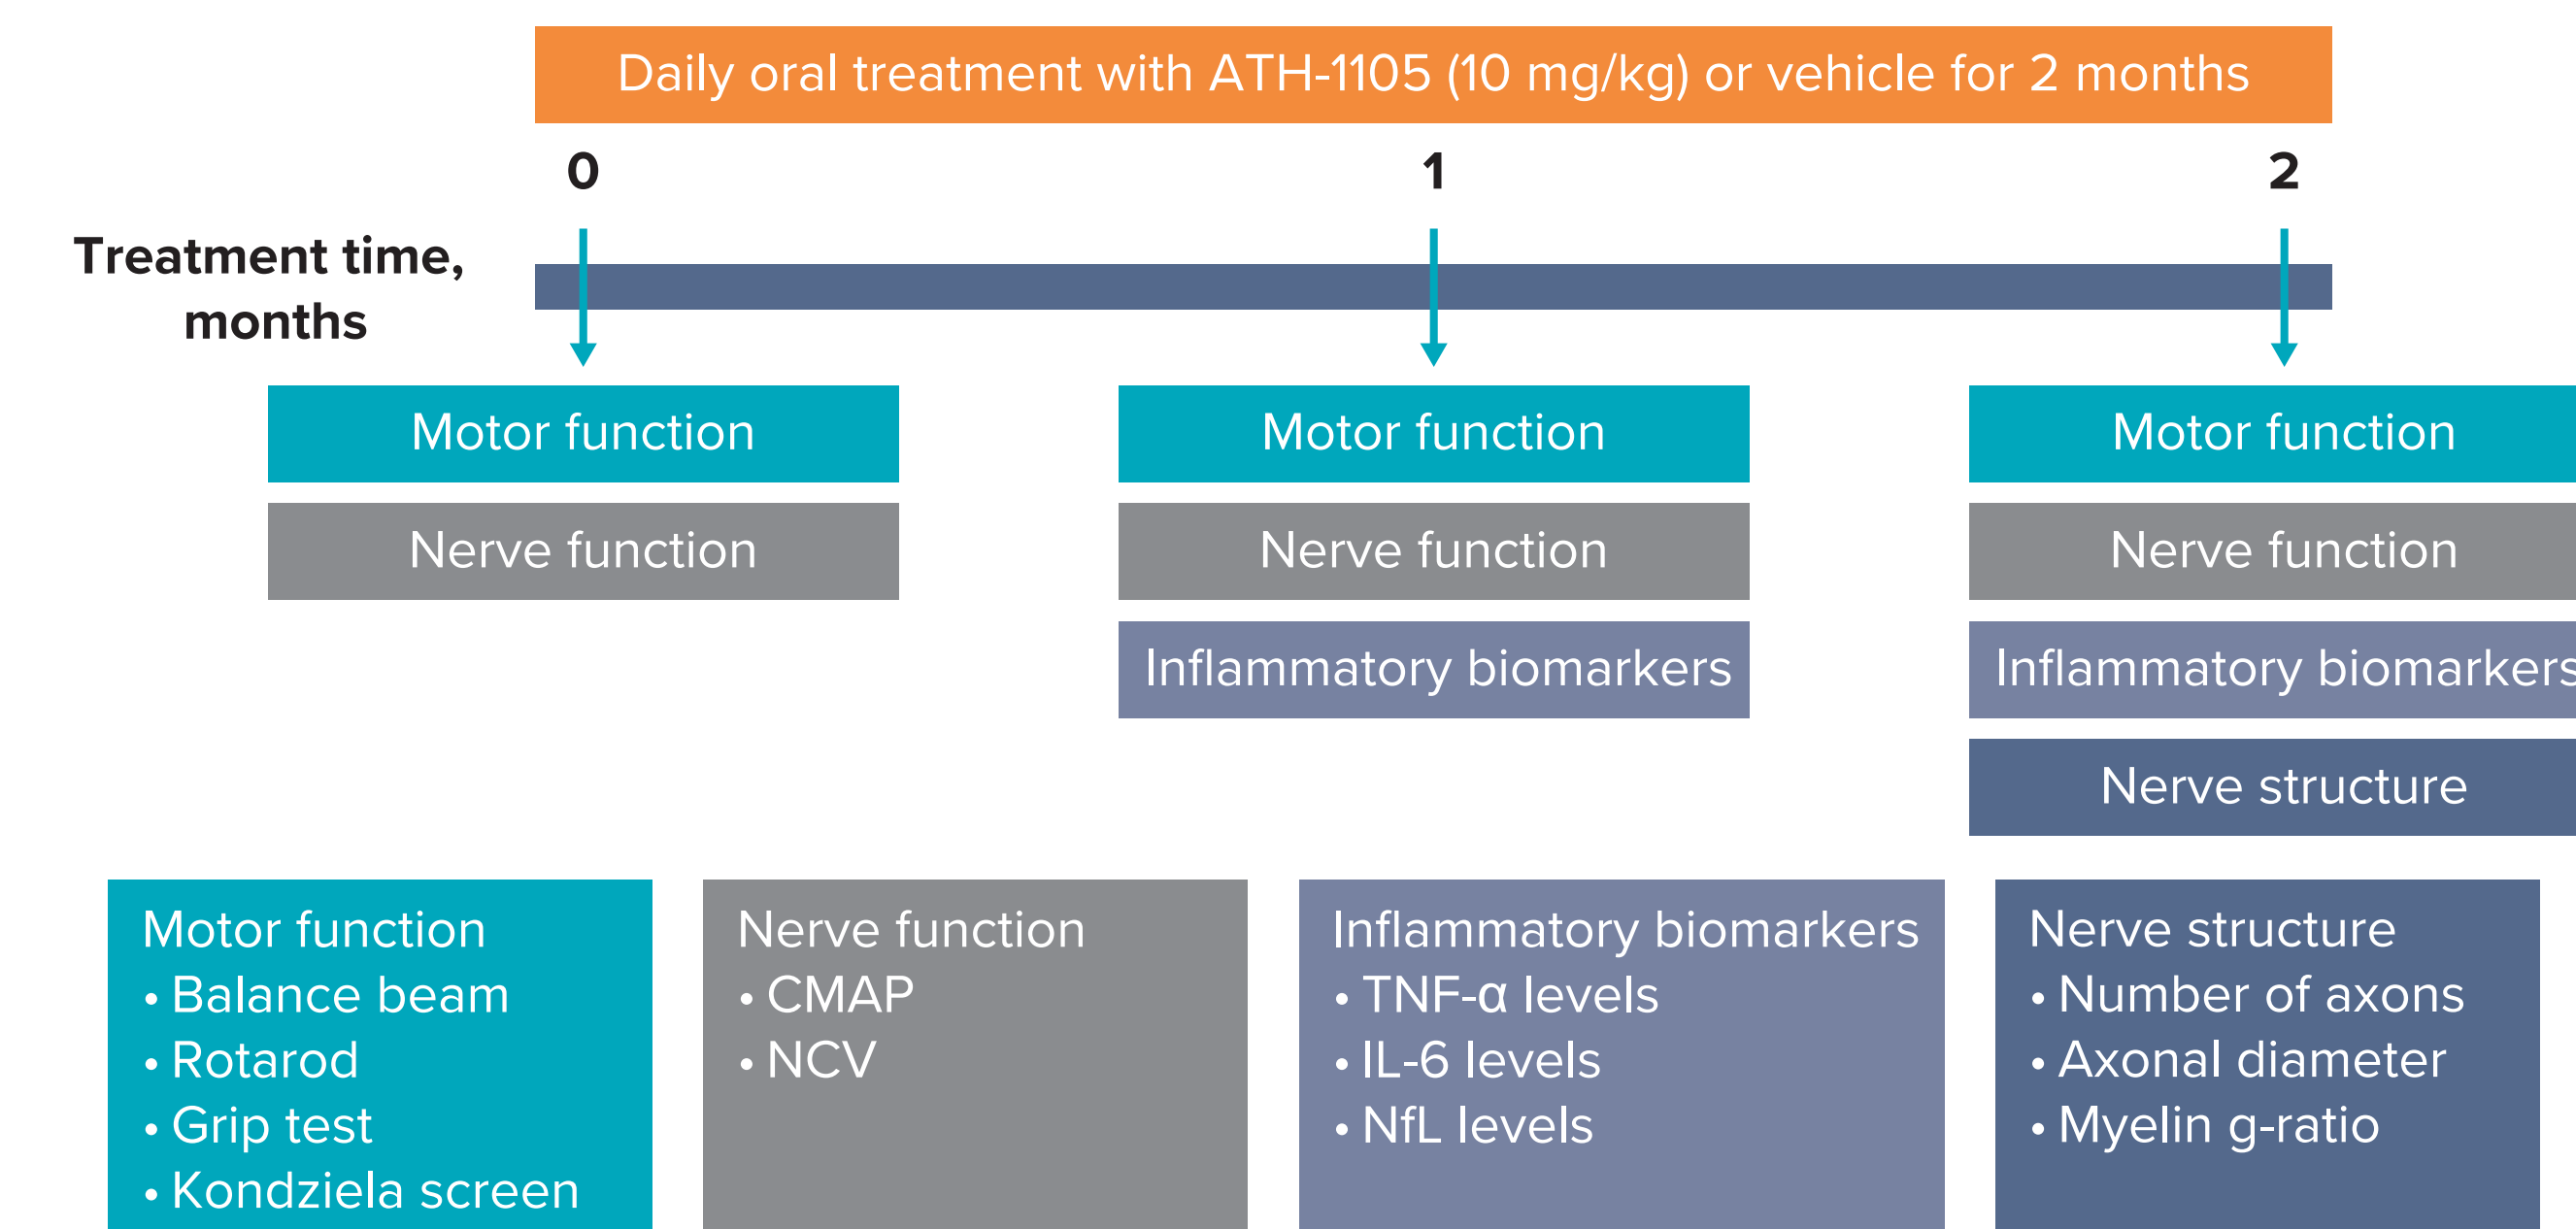 Daily oral treatment with ATH-1105 (10 mg/kg) or vehicle for 2 months
0
1
2
Treatment time,
months
Motor function
Motor function
Motor function
Nerve function
Nerve function
Nerve function
Inflammatory biomarkers
Inflammatory biomarkers
Nerve structure
Motor function
• Balance beam
• Rotarod
• Grip test
• Kondziela screen
Nerve function
• CMAP
• NCV
Inflammatory biomarkers
• TNF-α levels
• IL-6 levels
• NfL levels
Nerve structure
• Number of axons
• Axonal diameter
• Myelin g-ratio